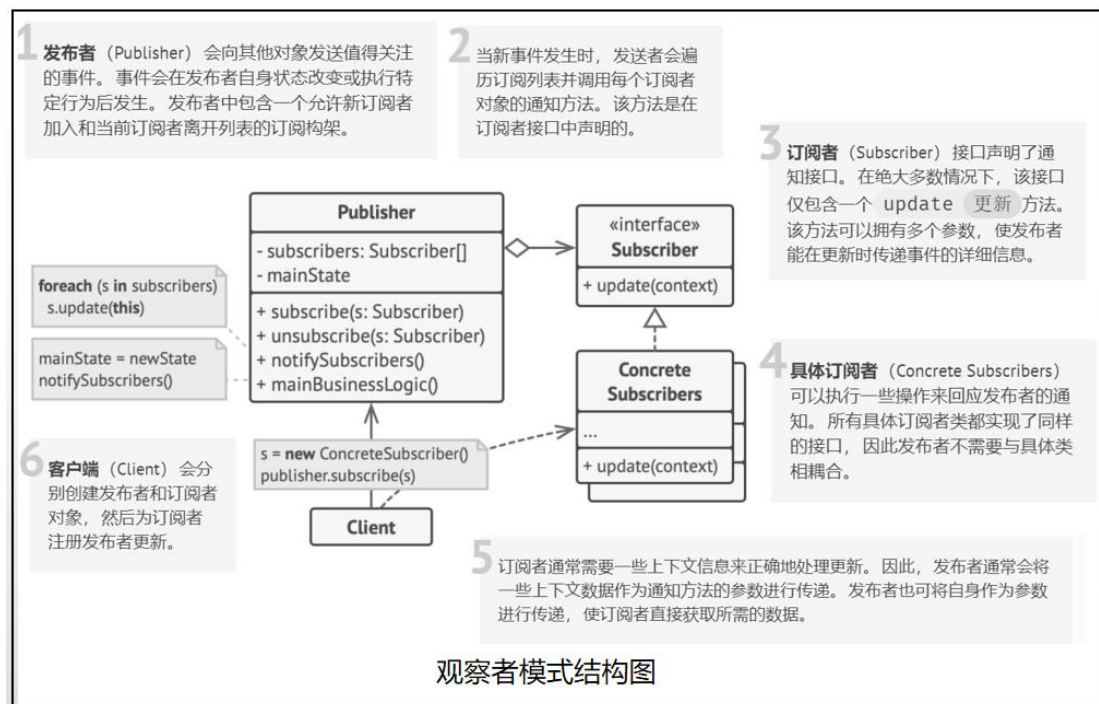 1
发布者（Publisher）会向其他对象发送值得关注
的事件。事件会在发布者自身状态改变或执行特
定行为后发生。发布者中包含一个允许新订阅者
加入和当前订阅者离开列表的订阅构架。
2
当新事件发生时，发送者会遍
历订阅列表并调用每个订阅者
对象的通知方法。该方法是在
订阅者接口中声明的。
3
订阅者（Subscriber）接口声明了通
知接口。在绝大多数情况下，该接口
仅包含一个 update 更新 方法。
该方法可以拥有多个参数，使发布者
能在更新时传递事件的详细信息。
Publisher
- subscribers: Subscriber[]
- mainState
+ subscribe(s: Subscriber)
+ unsubscribe(s: Subscriber)
+ notifySubscribers()
+ mainBusinessLogic()
«interface»
Subscriber
+ update(context)
foreach (s in subscribers)
s.update(this)
mainState = newState
notifySubscribers()
Concrete
Subscribers
...
+ update(context)
4
具体订阅者（Concrete Subscribers）
可以执行一些操作来回应发布者的通
知。所有具体订阅者类都实现了同样
的接口，因此发布者不需要与具体类
相耦合。
6
客户端（Client）会分
别创建发布者和订阅者
对象，然后为订阅者
注册发布者更新。
s = new ConcreteSubscriber()
publisher.subscribe(s)
Client
5
订阅者通常需要一些上下文信息来正确地处理更新。因此，发布者通常会将
一些上下文数据作为通知方法的参数进行传递。发布者也可将自身作为参数
进行传递，使订阅者直接获取所需的数据。
观察者模式结构图